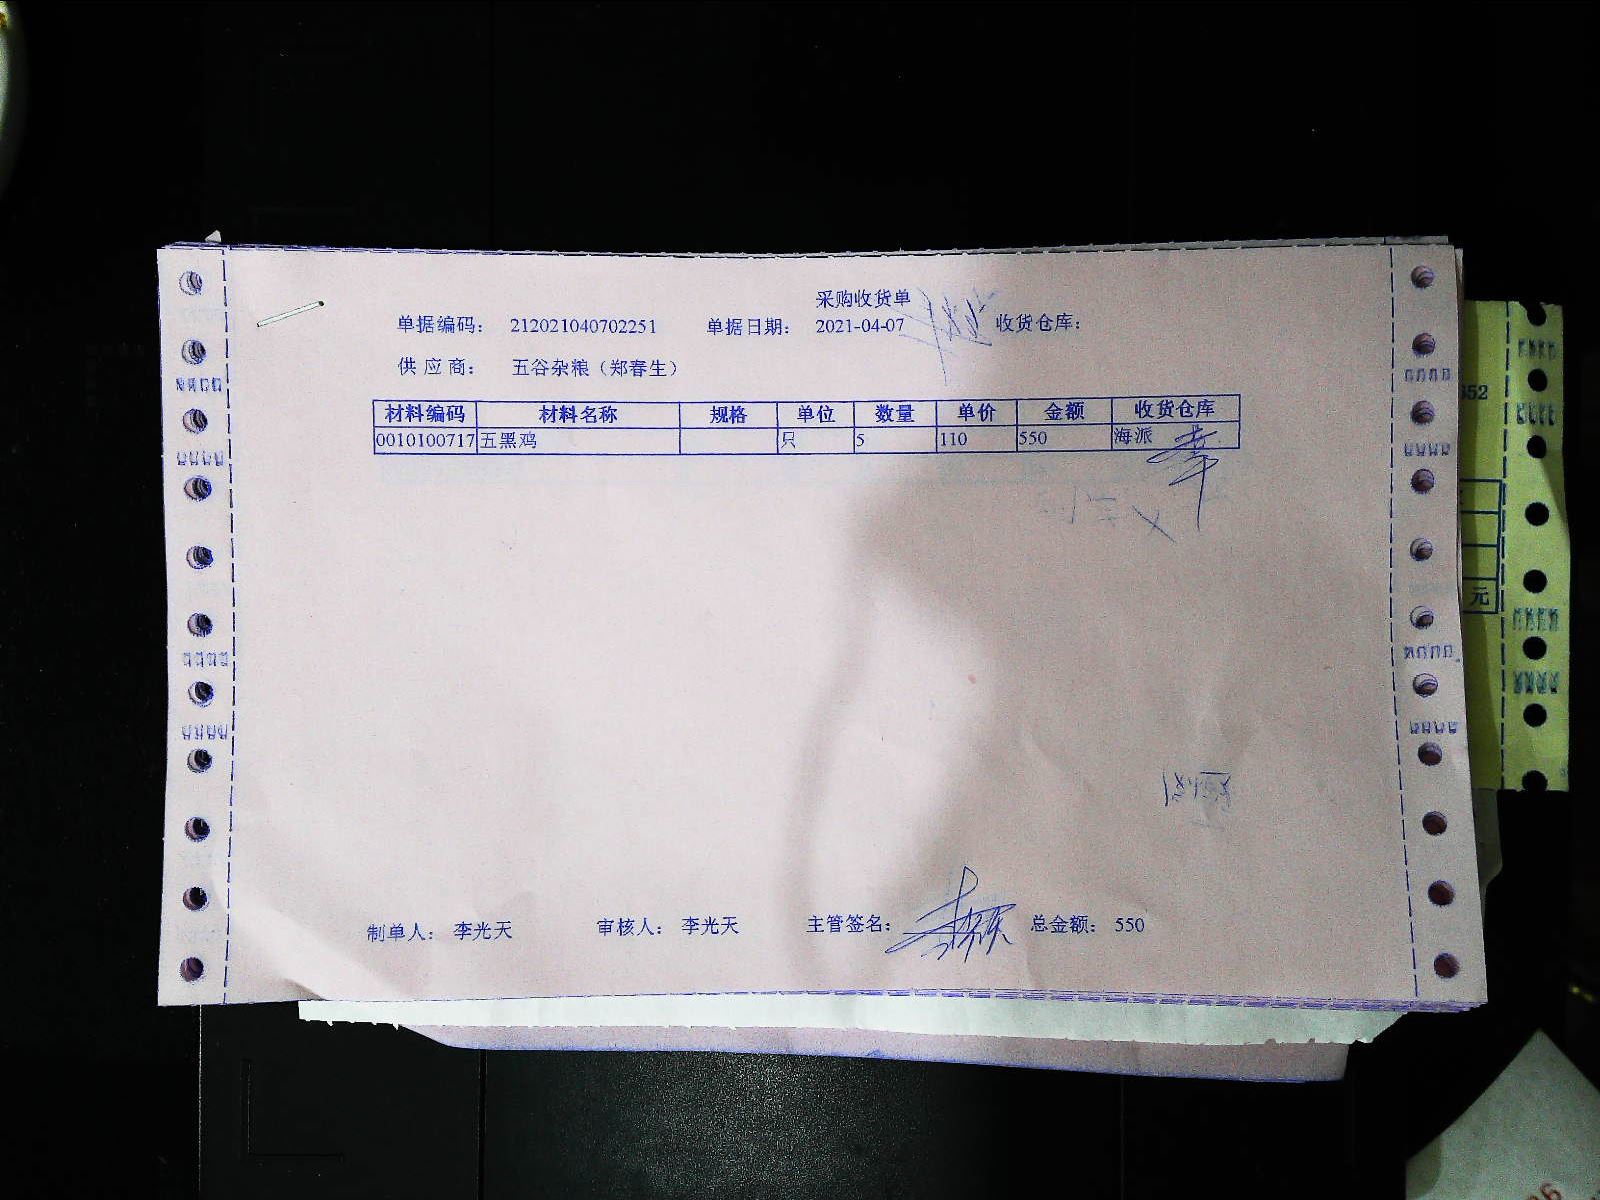 采购收货单
单据编码: 212021040702251 单据日期: 2021-04-07 收货仓库:
供应商: 五谷杂粮（郑春生）
材料编码 材料名称 规格 单位 数量 单价 金额 收货仓库
0010100717 五黑鸡 只 5 110 550 海派
制单人: 李光天 审核人: 李光天 主管签名: 总金额: 550
652
元